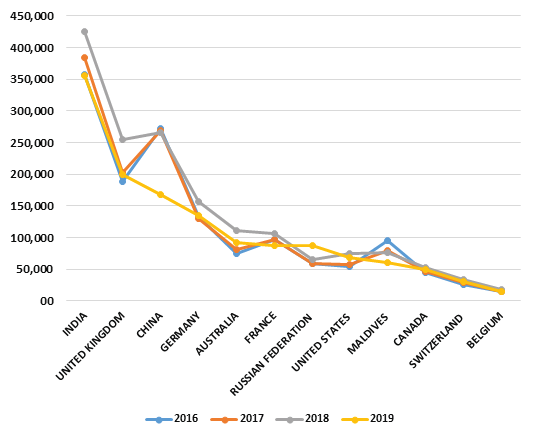 450,000
400,000
350,000
300,000
250,000
200,000
150,000
100,000
50,000
00
INDIA
UNITED KINGDOM
CHINA
GERMANY
AUSTRALIA
FRANCE
RUSSIAN FEDERATION
UNITED STATES
MALDIVES
CANADA
SWITZERLAND
BELGIUM
2016 2017 2018 2019